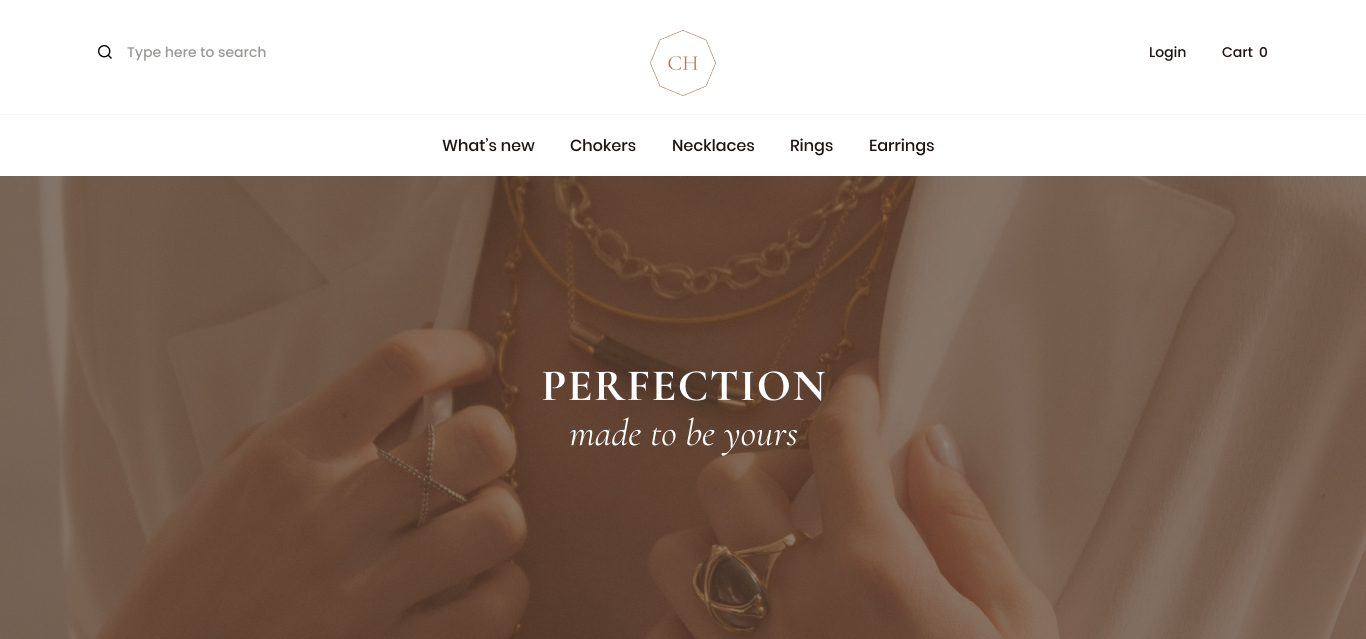 Type here to search
CH
Login
Cart 0
What's new
Chokers
Necklaces
Rings
Earrings
PERFECTION
made to be yours